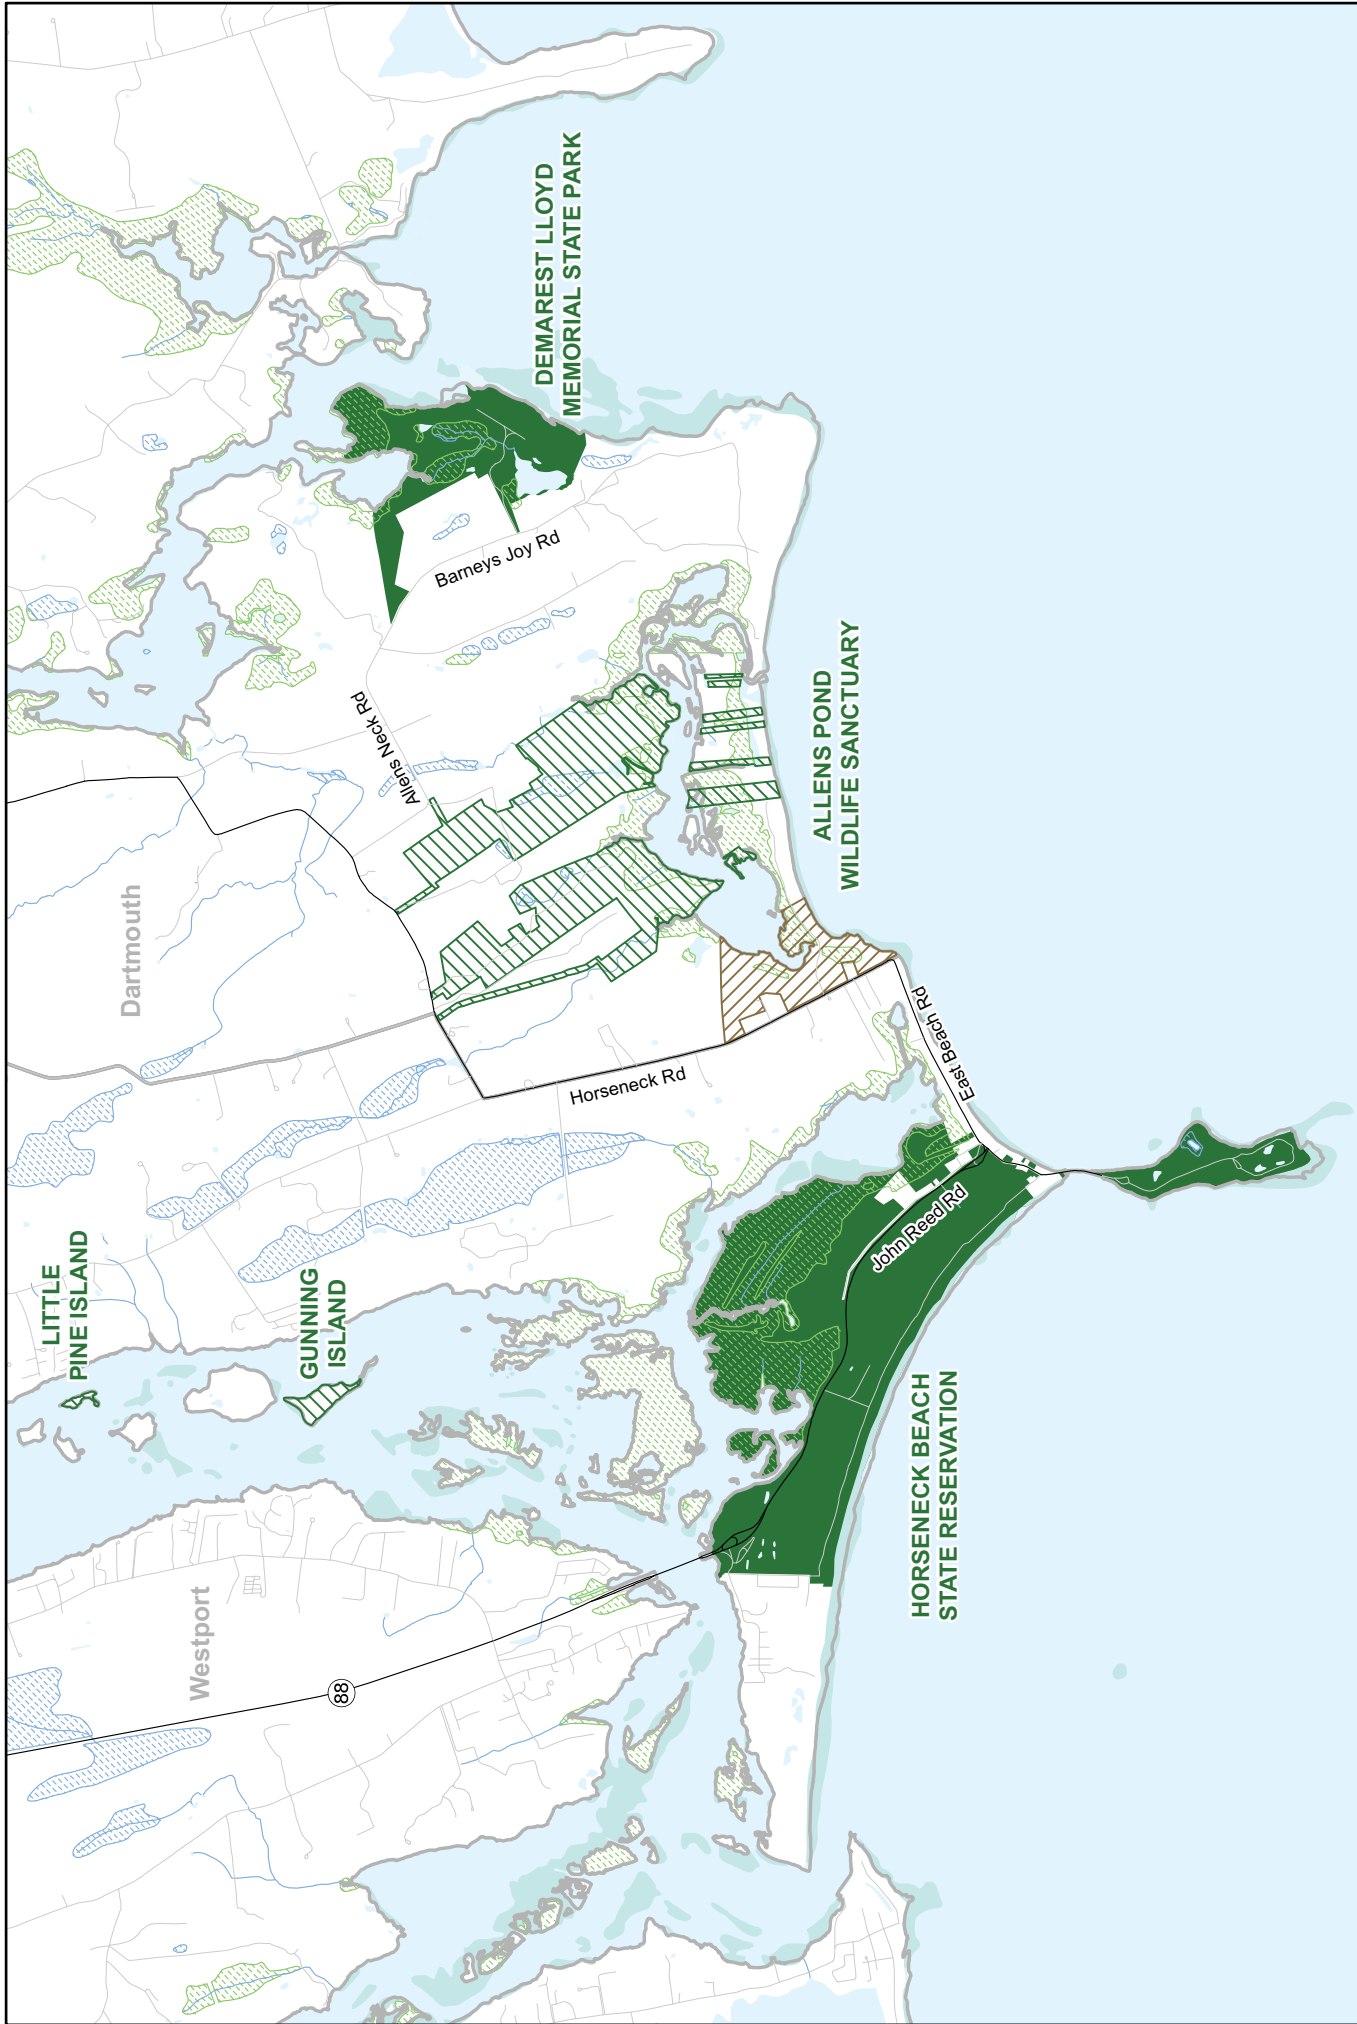 LITTLE
PINE ISLAND
GUNNING
ISLAND
Westport
88
Dartmouth
Allens Neck Rd
Barneys Joy Rd
DEMAREST LLOYD
MEMORIAL STATE PARK
Horseneck Rd
East Beach Rd
John Reed Rd
ALLENS POND
WILDLIFE SANCTUARY
HORSENECK BEACH
STATE RESERVATION